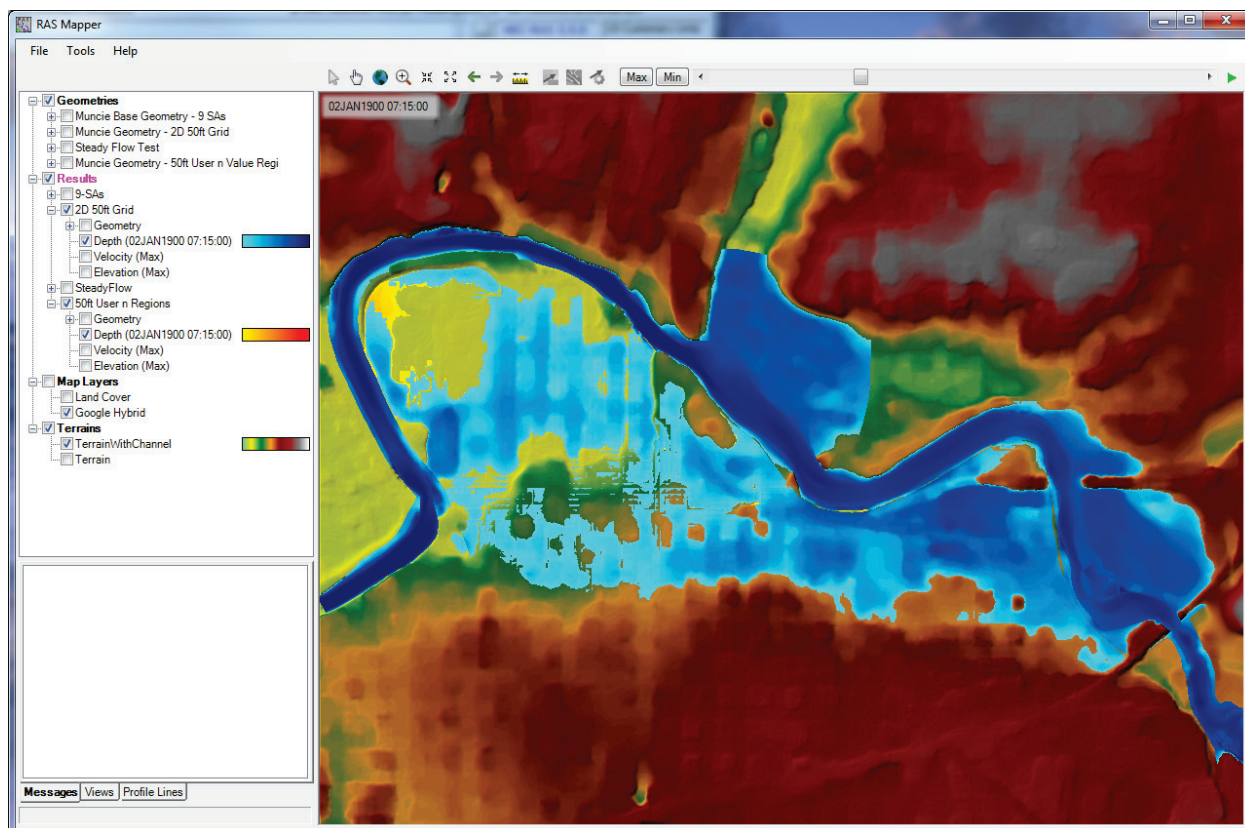 RAS Mapper
File Tools Help
Max Min
Geometries
Muncie Base Geometry - 9 SAs
Muncie Geometry - 2D 50ft Grid
Steady Flow Test
Muncie Geometry - 50ft User n Value Regi
Results
9-SAs
2D 50ft Grid
Geometry
Depth (02JAN1900 07:15:00)
Velocity (Max)
Elevation (Max)
SteadyFlow
50ft User n Regions
Geometry
Depth (02JAN1900 07:15:00)
Velocity (Max)
Elevation (Max)
Map Layers
Land Cover
Google Hybrid
Terrains
TerrainWithChannel
Terrain
02JAN1900 07:15:00
Messages Views Profile Lines